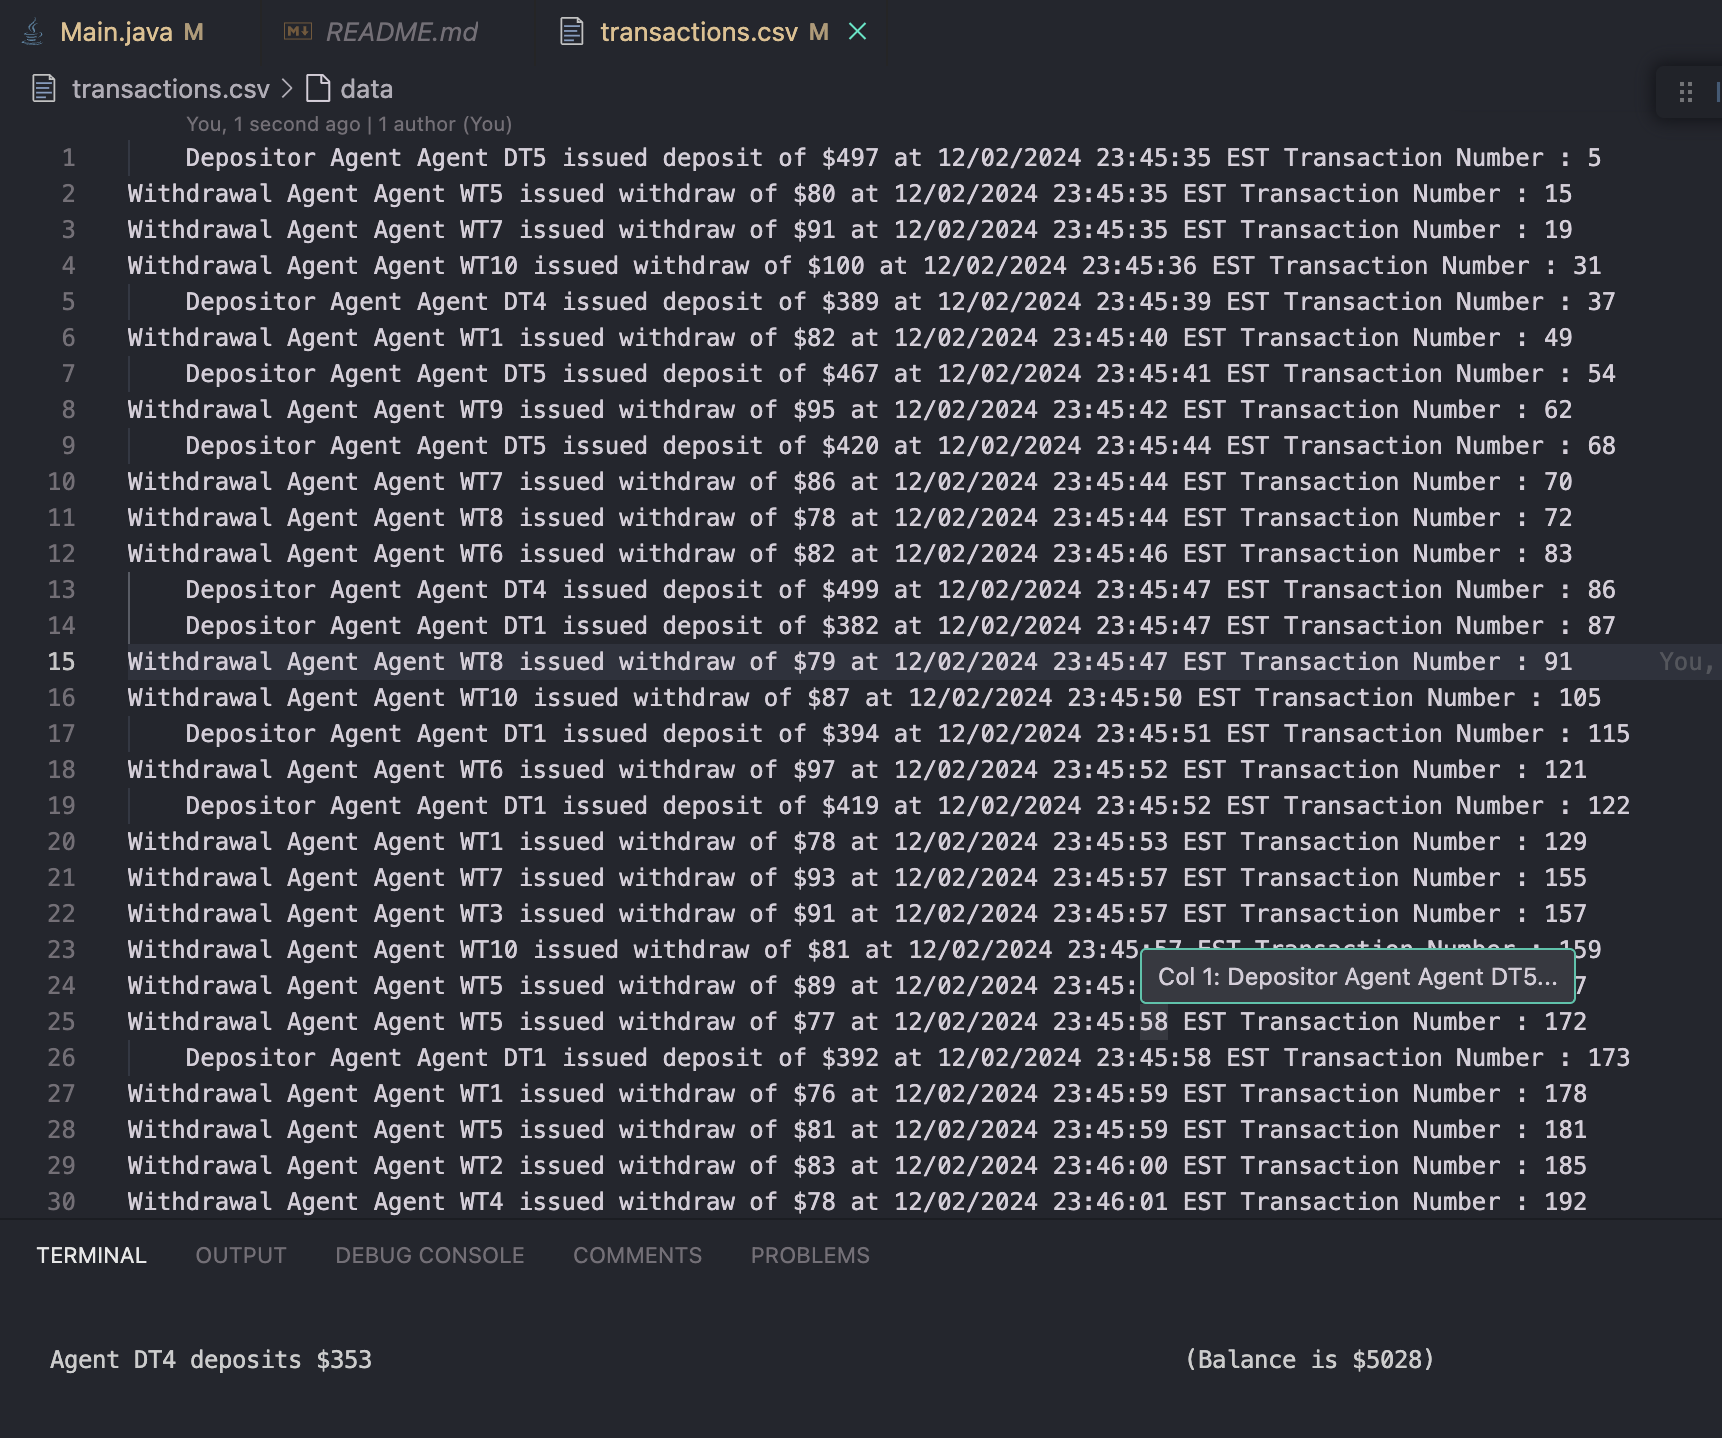 Main.java M README.md transactions.csv M
transactions.csv > data
You, 1 second ago | 1 author (You)
1 Depositor Agent Agent DT5 issued deposit of $497 at 12/02/2024 23:45:35 EST Transaction Number : 5
2 Withdrawal Agent Agent WT5 issued withdraw of $80 at 12/02/2024 23:45:35 EST Transaction Number : 15
3 Withdrawal Agent Agent WT7 issued withdraw of $91 at 12/02/2024 23:45:35 EST Transaction Number : 19
4 Withdrawal Agent Agent WT10 issued withdraw of $100 at 12/02/2024 23:45:36 EST Transaction Number : 31
5 Depositor Agent Agent DT4 issued deposit of $389 at 12/02/2024 23:45:39 EST Transaction Number : 37
6 Withdrawal Agent Agent WT1 issued withdraw of $82 at 12/02/2024 23:45:40 EST Transaction Number : 49
7 Depositor Agent Agent DT5 issued deposit of $467 at 12/02/2024 23:45:41 EST Transaction Number : 54
8 Withdrawal Agent Agent WT9 issued withdraw of $95 at 12/02/2024 23:45:42 EST Transaction Number : 62
9 Depositor Agent Agent DT5 issued deposit of $420 at 12/02/2024 23:45:44 EST Transaction Number : 68
10 Withdrawal Agent Agent WT7 issued withdraw of $86 at 12/02/2024 23:45:44 EST Transaction Number : 70
11 Withdrawal Agent Agent WT8 issued withdraw of $78 at 12/02/2024 23:45:44 EST Transaction Number : 72
12 Withdrawal Agent Agent WT6 issued withdraw of $82 at 12/02/2024 23:45:46 EST Transaction Number : 83
13 Depositor Agent Agent DT4 issued deposit of $499 at 12/02/2024 23:45:47 EST Transaction Number : 86
14 Depositor Agent Agent DT1 issued deposit of $382 at 12/02/2024 23:45:47 EST Transaction Number : 87
15 Withdrawal Agent Agent WT8 issued withdraw of $79 at 12/02/2024 23:45:47 EST Transaction Number : 91 You,
16 Withdrawal Agent Agent WT10 issued withdraw of $87 at 12/02/2024 23:45:50 EST Transaction Number : 105
17 Depositor Agent Agent DT1 issued deposit of $394 at 12/02/2024 23:45:51 EST Transaction Number : 115
18 Withdrawal Agent Agent WT6 issued withdraw of $97 at 12/02/2024 23:45:52 EST Transaction Number : 121
19 Depositor Agent Agent DT1 issued deposit of $419 at 12/02/2024 23:45:52 EST Transaction Number : 122
20 Withdrawal Agent Agent WT1 issued withdraw of $78 at 12/02/2024 23:45:53 EST Transaction Number : 129
21 Withdrawal Agent Agent WT7 issued withdraw of $93 at 12/02/2024 23:45:57 EST Transaction Number : 155
22 Withdrawal Agent Agent WT3 issued withdraw of $91 at 12/02/2024 23:45:57 EST Transaction Number : 157
23 Withdrawal Agent Agent WT10 issued withdraw of $81 at 12/02/2024 23:45:57 EST Transaction Number : 159
Col 1: Depositor Agent Agent DT5...
24 Withdrawal Agent Agent WT5 issued withdraw of $89 at 12/02/2024 23:45: 7
25 Withdrawal Agent Agent WT5 issued withdraw of $77 at 12/02/2024 23:45:58 EST Transaction Number : 172
26 Depositor Agent Agent DT1 issued deposit of $392 at 12/02/2024 23:45:58 EST Transaction Number : 173
27 Withdrawal Agent Agent WT1 issued withdraw of $76 at 12/02/2024 23:45:59 EST Transaction Number : 178
28 Withdrawal Agent Agent WT5 issued withdraw of $81 at 12/02/2024 23:45:59 EST Transaction Number : 181
29 Withdrawal Agent Agent WT2 issued withdraw of $83 at 12/02/2024 23:46:00 EST Transaction Number : 185
30 Withdrawal Agent Agent WT4 issued withdraw of $78 at 12/02/2024 23:46:01 EST Transaction Number : 192
TERMINAL OUTPUT DEBUG CONSOLE COMMENTS PROBLEMS
Agent DT4 deposits $353 (Balance is $5028)